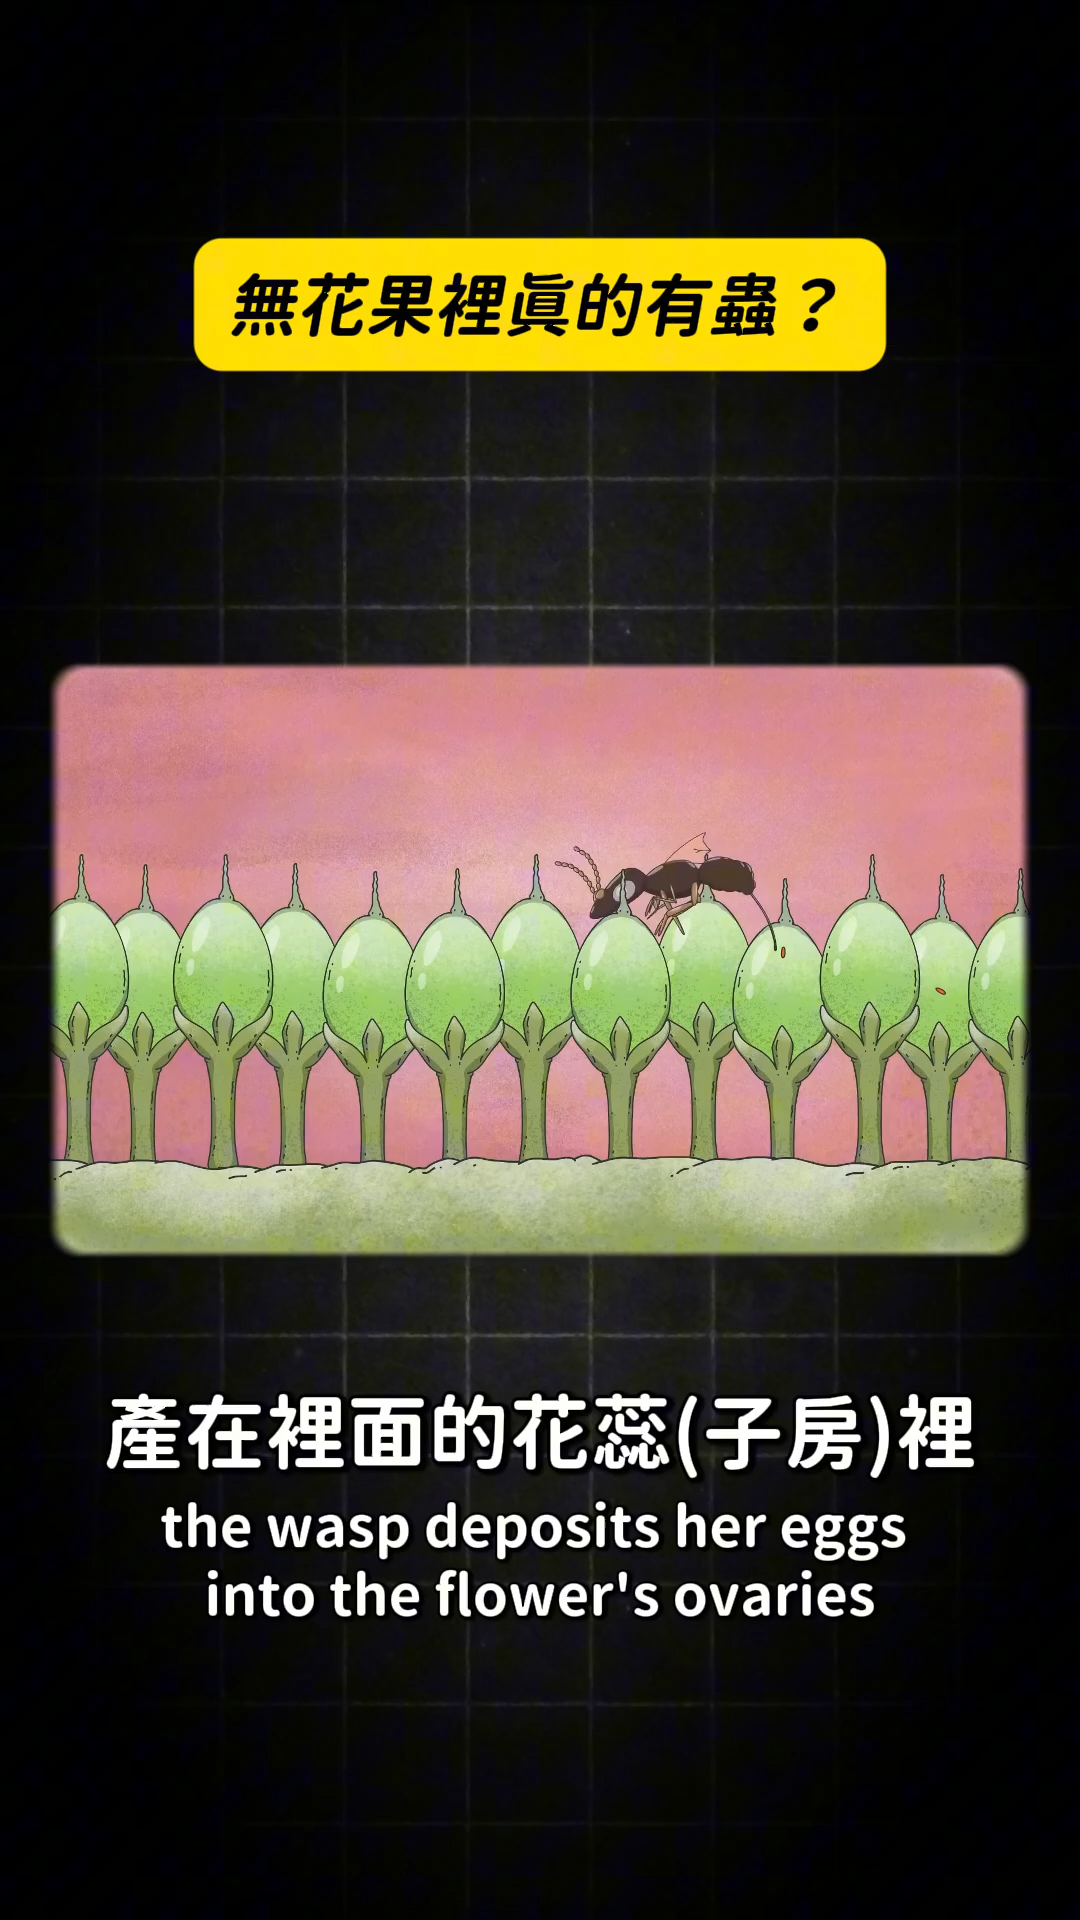 無花果裡真的有蟲？
產在裡面的花蕊(子房)裡
the wasp deposits her eggs
into the flower's ovaries